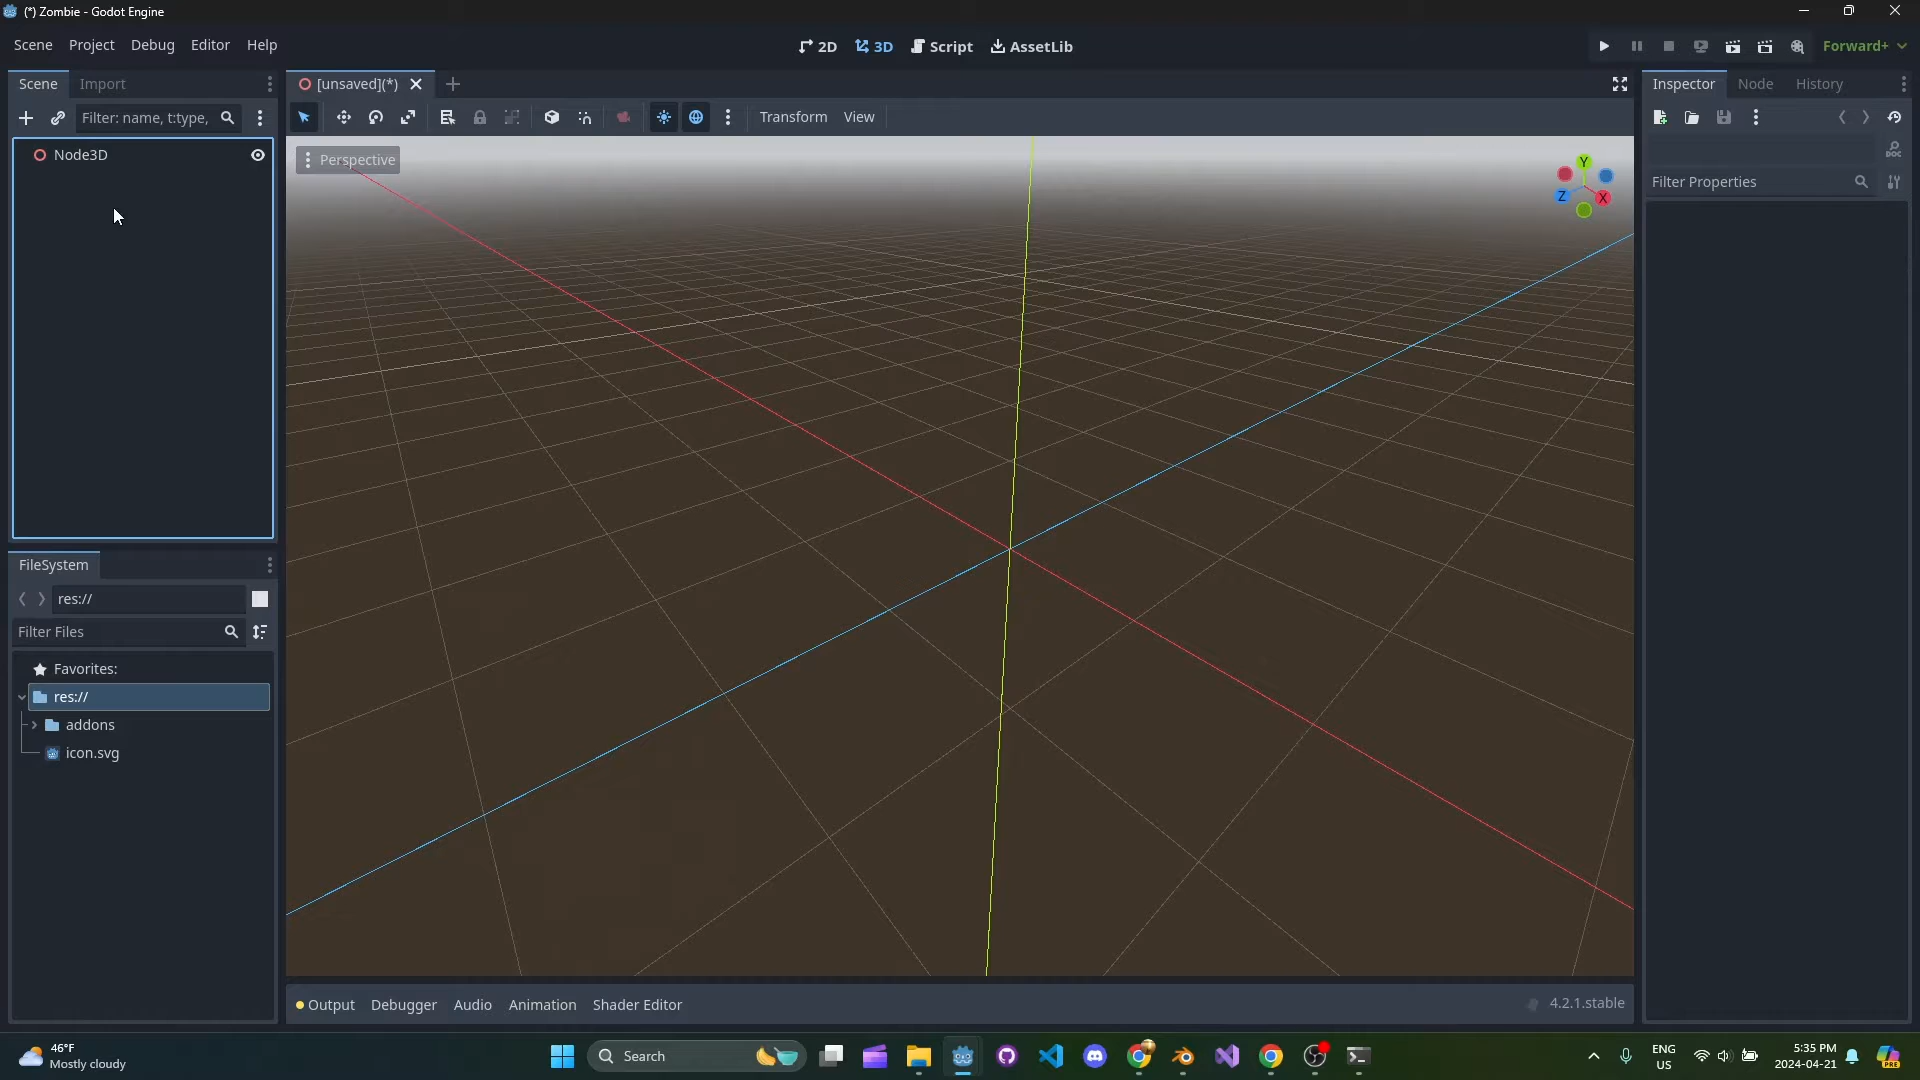 (*) Zombie - Godot Engine
Scene Project Debug Editor Help
2D 3D Script AssetLib
Forward+
Scene Import
[unsaved](*)
Inspector Node History
Filter: name, t:type,
Transform View
Node3D
Perspective
Y
Z X
DOC
Filter Properties
FileSystem
res://
Filter Files
Favorites:
res://
addons
icon.svg
Output Debugger Audio Animation Shader Editor
4.2.1.stable
46°F
Mostly cloudy
Search
ENG
US
5:35 PM
2024-04-21
PRE